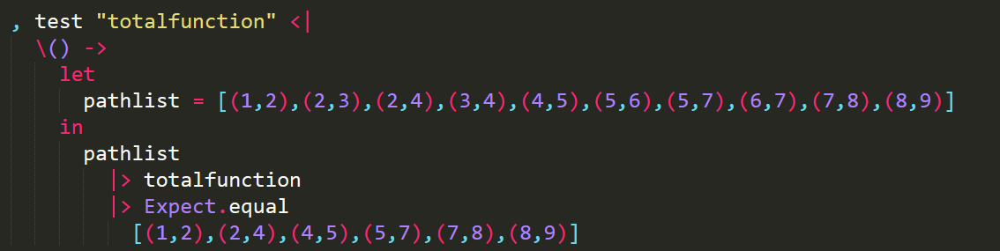 , test "totalfunction" <|
\() ->
let
pathlist = [(1,2),(2,3),(2,4),(3,4),(4,5),(5,6),(5,7),(6,7),(7,8),(8,9)]
in
pathlist
|> totalfunction
|> Expect.equal
[(1,2),(2,4),(4,5),(5,7),(7,8),(8,9)]